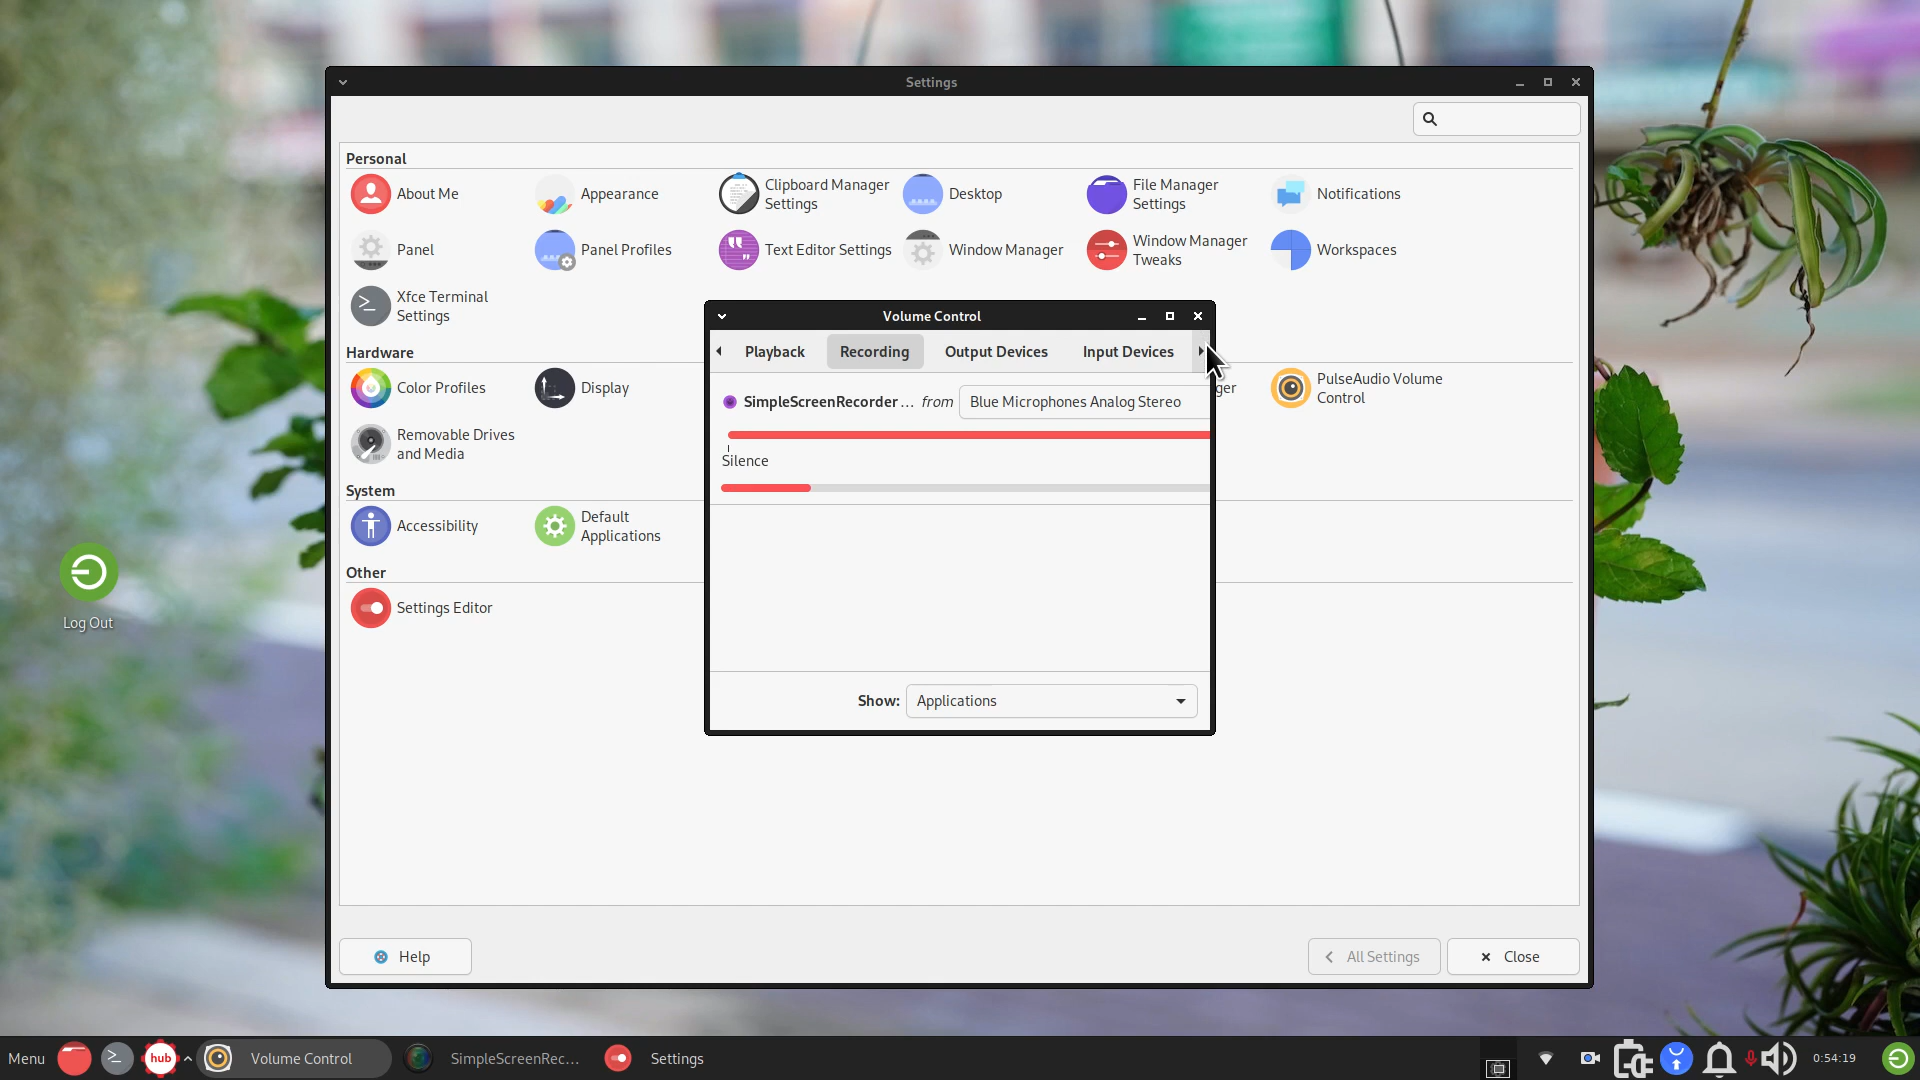 Settings
Personal
About Me
Appearance
Clipboard Manager
Settings
Desktop
File Manager
Settings
Notifications
Panel
Panel Profiles
Text Editor Settings
Window Manager
Window Manager
Tweaks
Workspaces
Xfce Terminal
Settings
Hardware
Color Profiles
Display
ger
PulseAudio Volume
Control
Removable Drives
and Media
System
Accessibility
Default
Applications
Other
Settings Editor
Help
All Settings
Close
Volume Control
Playback
Recording
Output Devices
Input Devices
SimpleScreenRecorder ... from Blue Microphones Analog Stereo
Silence
Show: Applications
Log Out
Menu
hub
Volume Control
SimpleScreenRec...
Settings
0:54:19